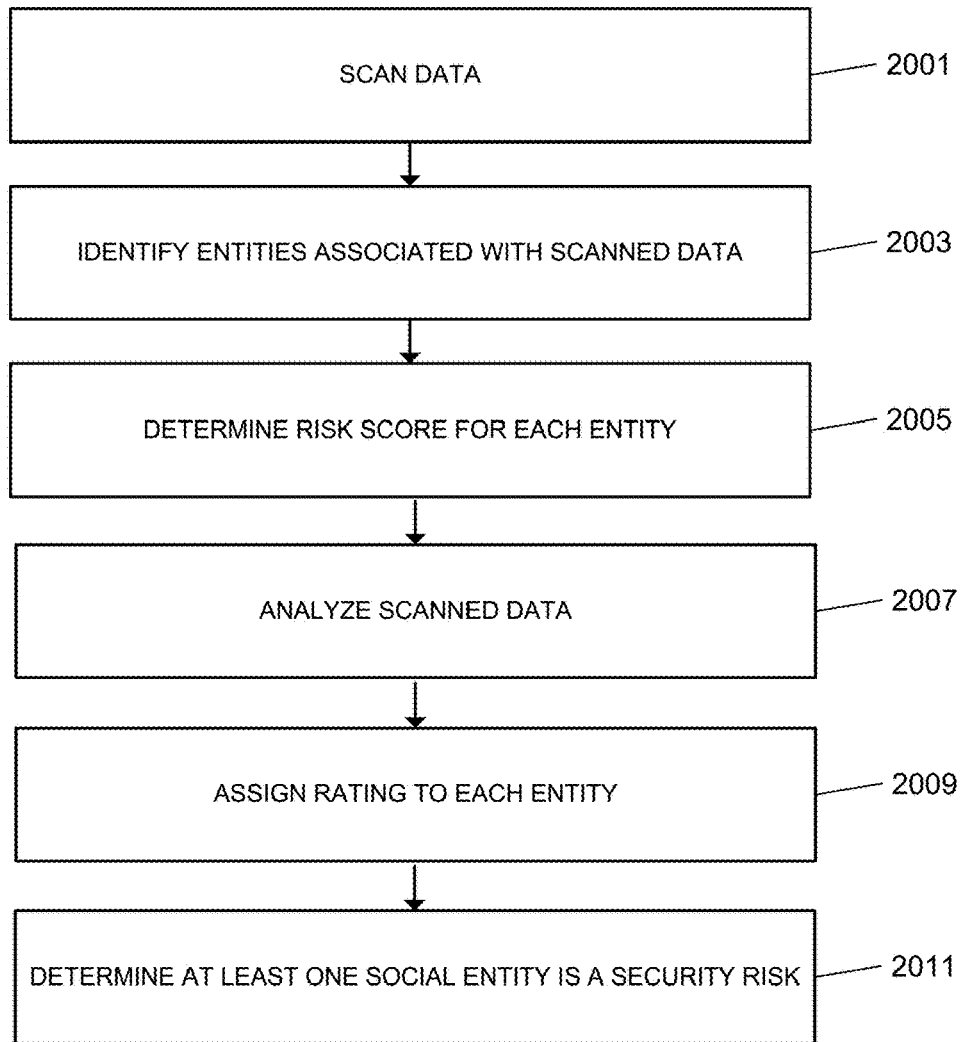 SCAN DATA
2001
IDENTIFY ENTITIES ASSOCIATED WITH SCANNED DATA
2003
DETERMINE RISK SCORE FOR EACH ENTITY
2005
ANALYZE SCANNED DATA
2007
ASSIGN RATING TO EACH ENTITY
2009
DETERMINE AT LEAST ONE SOCIAL ENTITY IS A SECURITY RISK
2011